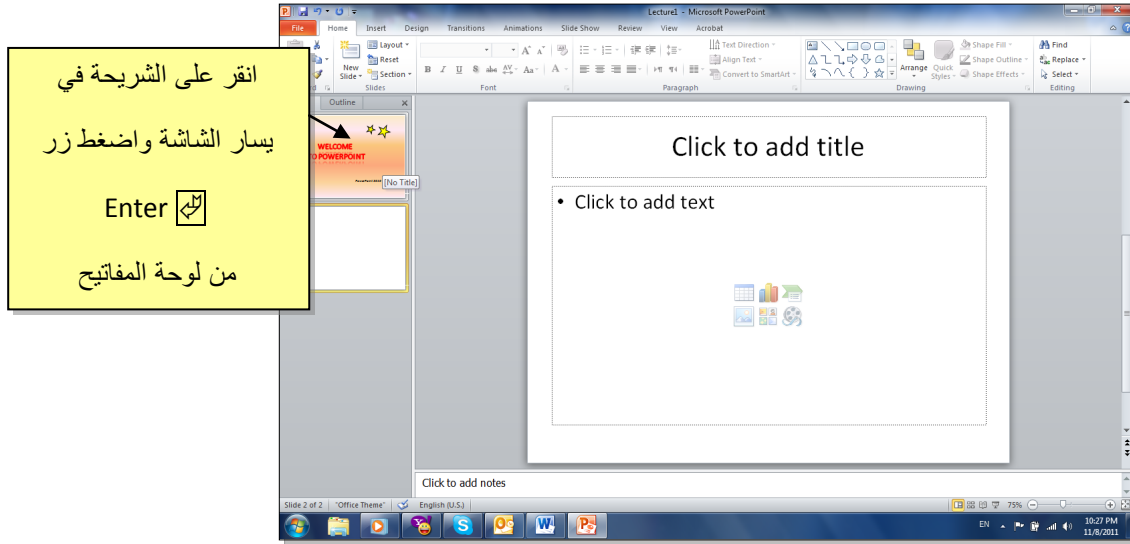 Lecture1 - Microsoft PowerPoint
File Home Insert Design Transitions Animations Slide Show Review View Acrobat
Layout
Reset
New Slide
Section
Slides
Font
Text Direction
Align Text
Convert to SmartArt
Paragraph
Arrange
Quick Styles
Shape Fill
Shape Outline
Shape Effects
Drawing
Find
Replace
Select
Editing
انقر على الشريحة في
يسار الشاشة واضغط زر
Enter
من لوحة المفاتيح
Outline
WELCOME
O POWERPOINT
[No Title]
Click to add title
• Click to add text
Click to add notes
Slide 2 of 2 "Office Theme" English (U.S.) 75%
EN 10:27 PM
11/8/2011